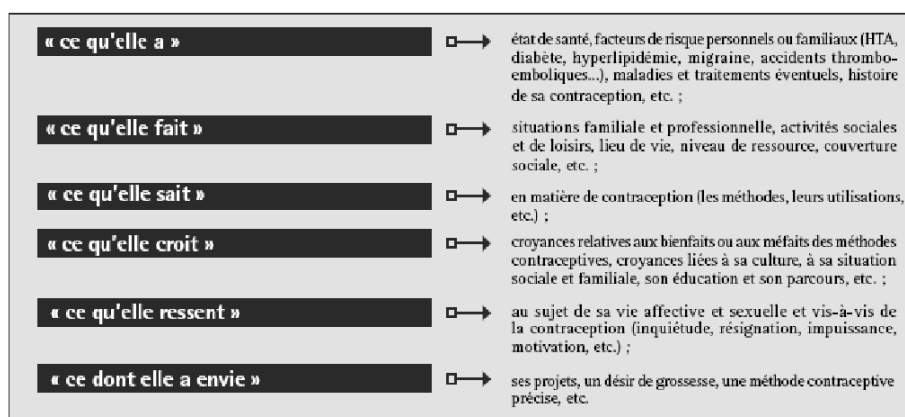 « ce qu'elle a »
état de santé, facteurs de risque personnels ou familiaux (HTA,
diabète, hyperlipidémie, migraine, accidents thrombo-
emboliques...), maladies et traitements éventuels, histoire
de sa contraception, etc. ;
« ce qu'elle fait »
situations familiale et professionnelle, activités sociales
et de loisirs, lieu de vie, niveau de ressource, couverture
sociale, etc. ;
« ce qu'elle sait »
en matière de contraception (les méthodes, leurs utilisations,
etc.) ;
« ce qu'elle croit »
croyances relatives aux bienfaits ou aux méfaits des méthodes
contraceptives, croyances liées à sa culture, à sa situation
sociale et familiale, son éducation et son parcours, etc. ;
« ce qu'elle ressent »
au sujet de sa vie affective et sexuelle et vis-à-vis de
la contraception (inquiétude, résignation, impuissance,
motivation, etc.) ;
« ce dont elle a envie »
ses projets, un désir de grossesse, une méthode contraceptive
précise, etc.